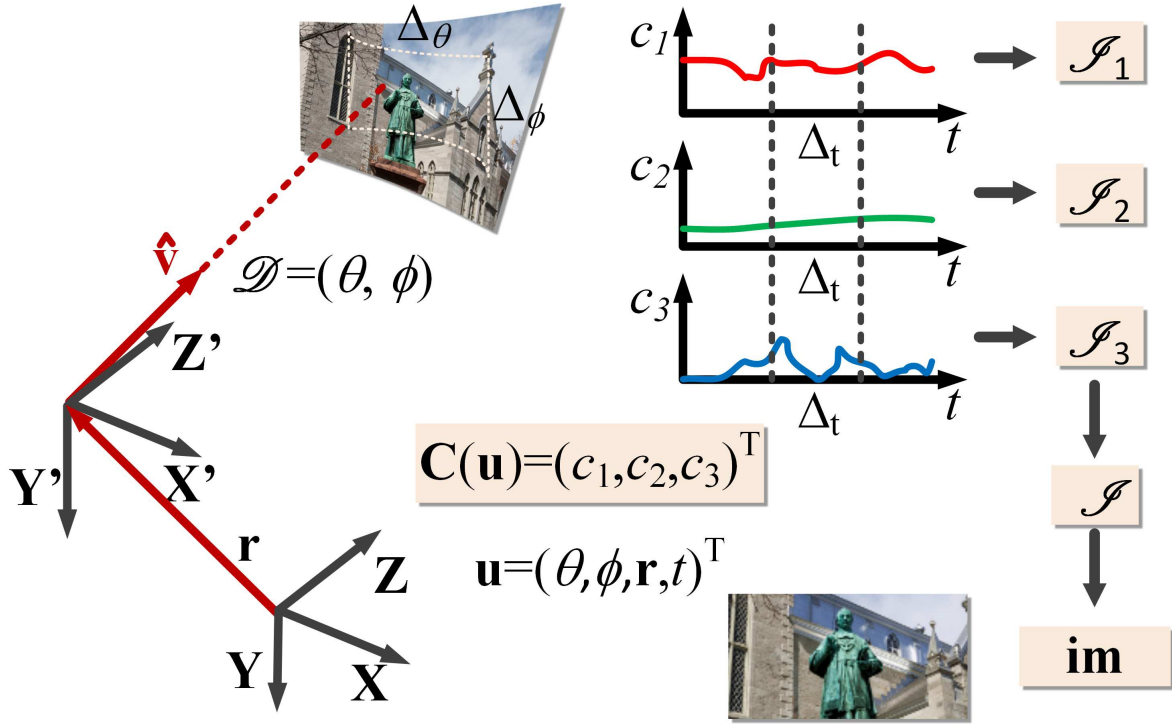 Δθ
Δϕ
v̂
𝒟=(θ, ϕ)
Z'
Y'
X'
r
Z
Y
X
c1
t
Δt
ℐ1
c2
t
Δt
ℐ2
c3
t
Δt
ℐ3
C(u)=(c1,c2,c3)T
u=(θ,ϕ,r,t)T
ℐ
im